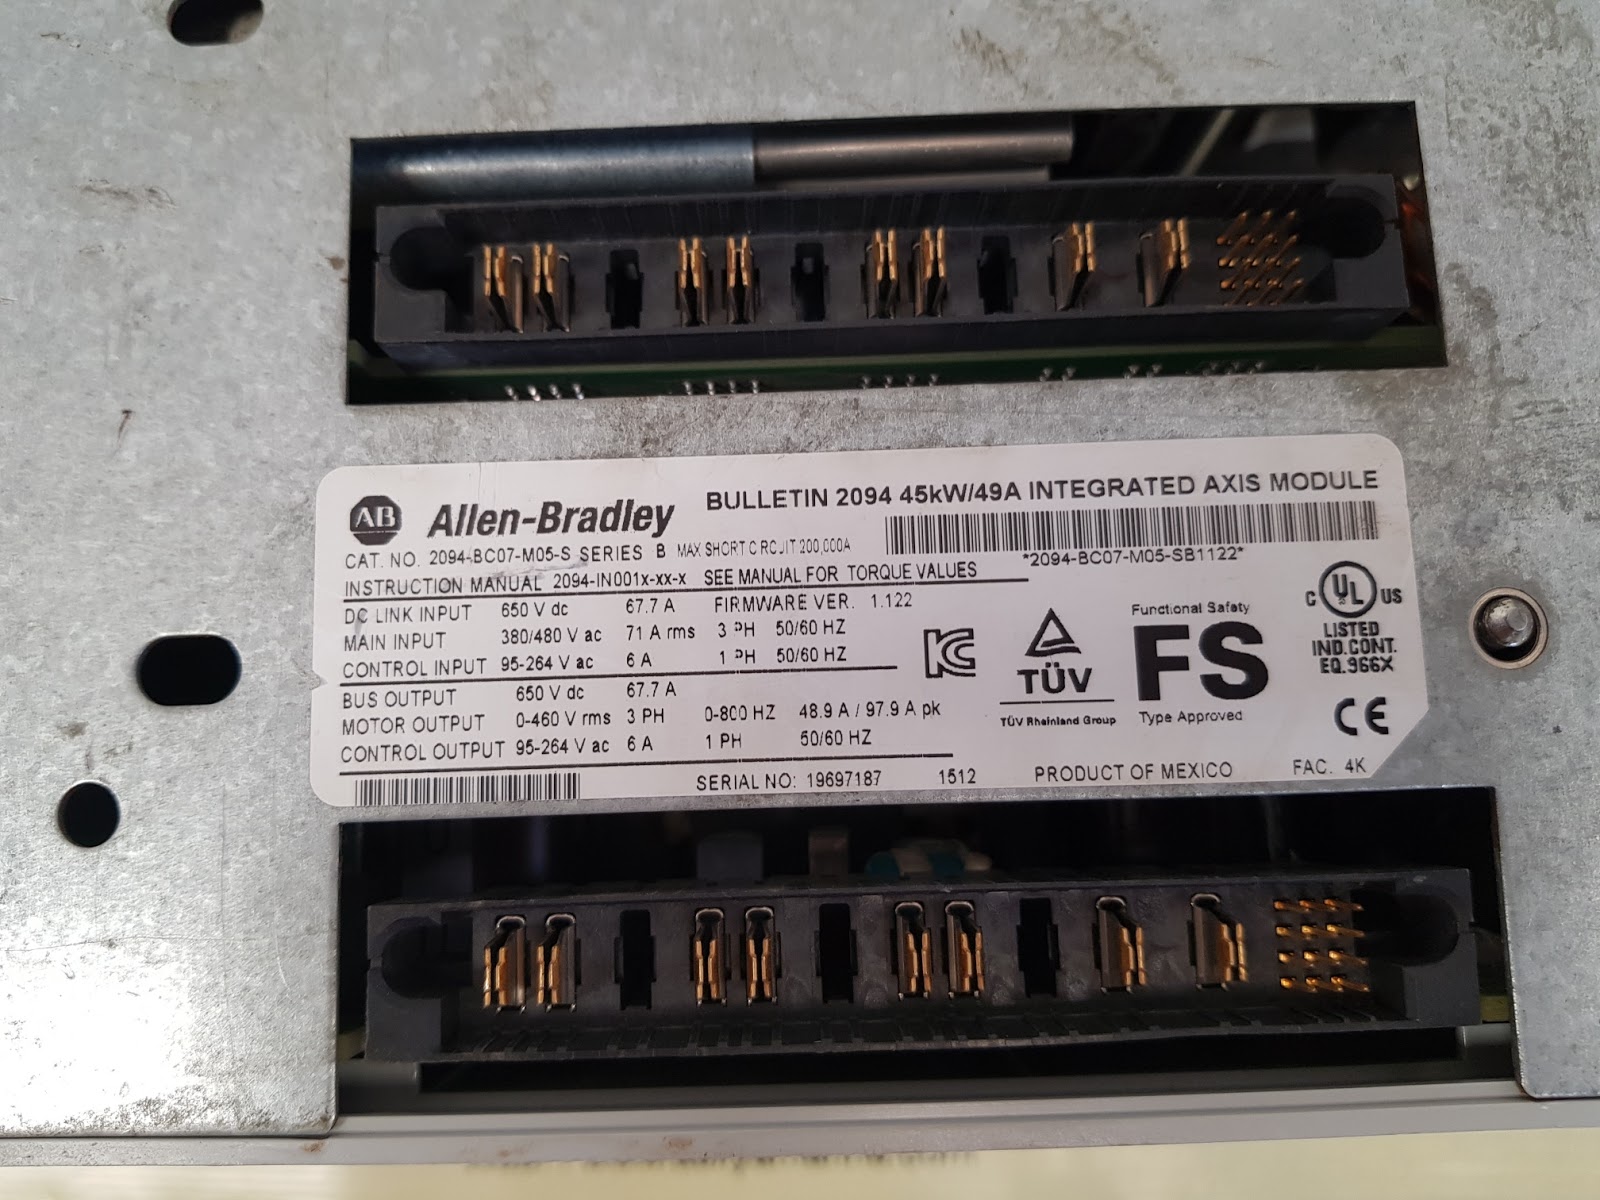 BULLETIN 2094 45kW/49A INTEGRATED AXIS MODULE
AB Allen-Bradley
CAT. NO. 2094-BC07-M05-S SERIES B MAX SHORT CIRCUIT 200,000A
*2094-BC07-M05-SB1122*
INSTRUCTION MANUAL 2094-IN001x-xx-x SEE MANUAL FOR TORQUE VALUES
DC LINK INPUT 650 V dc 67.7 A FIRMWARE VER. 1.122
MAIN INPUT 380/480 V ac 71 A rms 3 PH 50/60 HZ
CONTROL INPUT 95-264 V ac 6 A 1 PH 50/60 HZ
BUS OUTPUT 650 V dc 67.7 A
MOTOR OUTPUT 0-460 V rms 3 PH 0-800 HZ 48.9 A / 97.9 A pk
CONTROL OUTPUT 95-264 V ac 6 A 1 PH 50/60 HZ
KC
TÜV
TÜV Rheinland Group
Functional Safety
FS
Type Approved
C UL US
LISTED
IND. CONT.
EQ. 966X
CE
SERIAL NO: 19697187 1512 PRODUCT OF MEXICO FAC. 4K